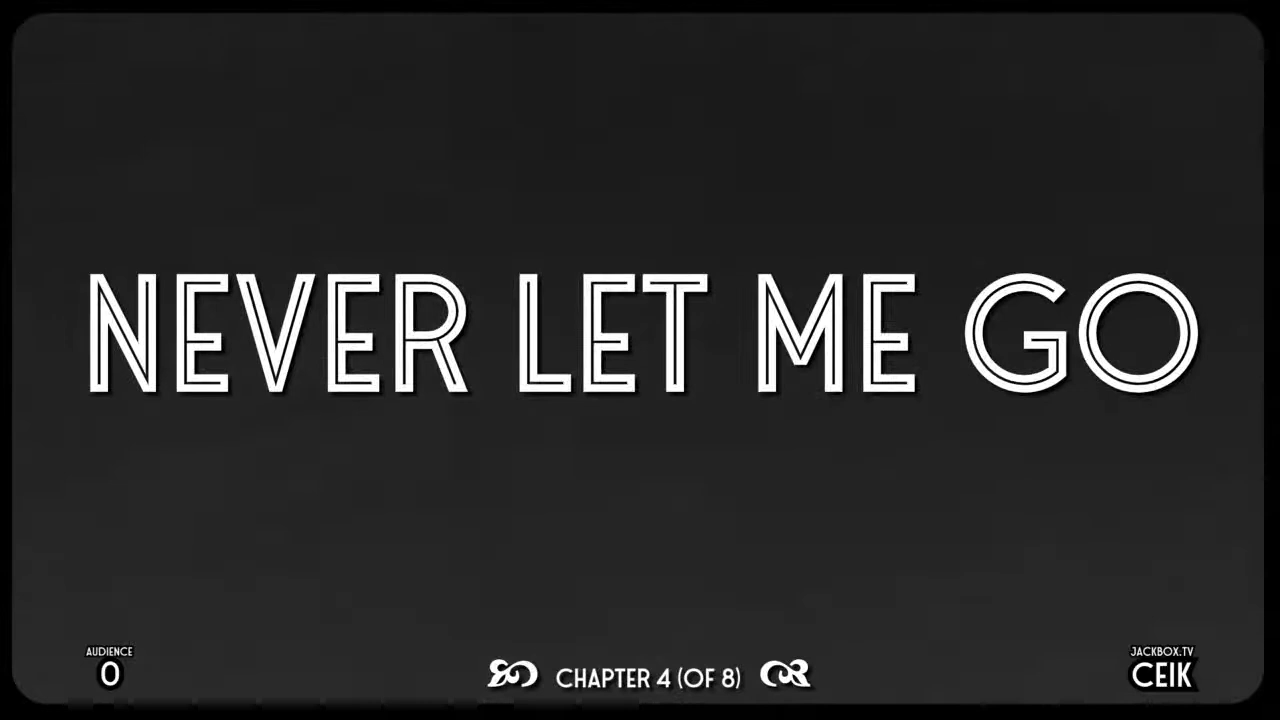 NEVER LET ME GO
AUDIENCE
0
CHAPTER 4 (OF 8)
JACKBOX.TV
CEIK